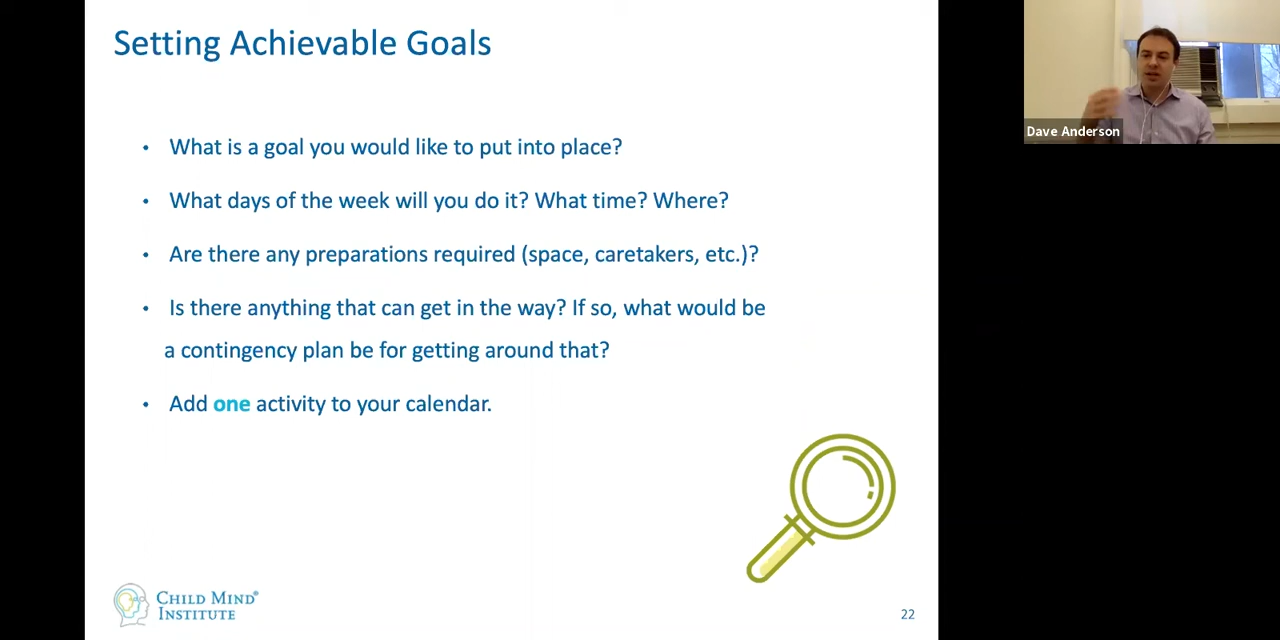 Setting Achievable Goals
• What is a goal you would like to put into place?
• What days of the week will you do it? What time? Where?
• Are there any preparations required (space, caretakers, etc.)?
• Is there anything that can get in the way? If so, what would be
a contingency plan be for getting around that?
• Add one activity to your calendar.
CHILD MIND®
INSTITUTE
22
Dave Anderson